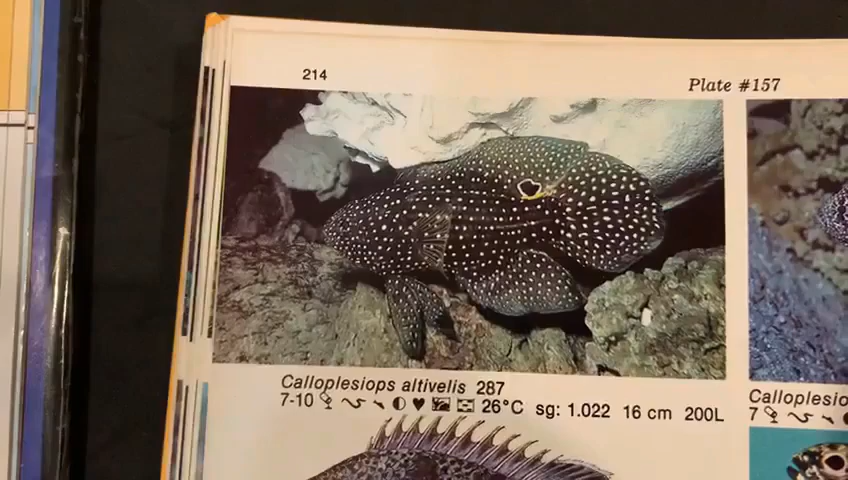 214
Plate #157
Calloplesiops altivelis 287
7-10 26°C sg: 1.022 16 cm 200L
Calloplesio
7